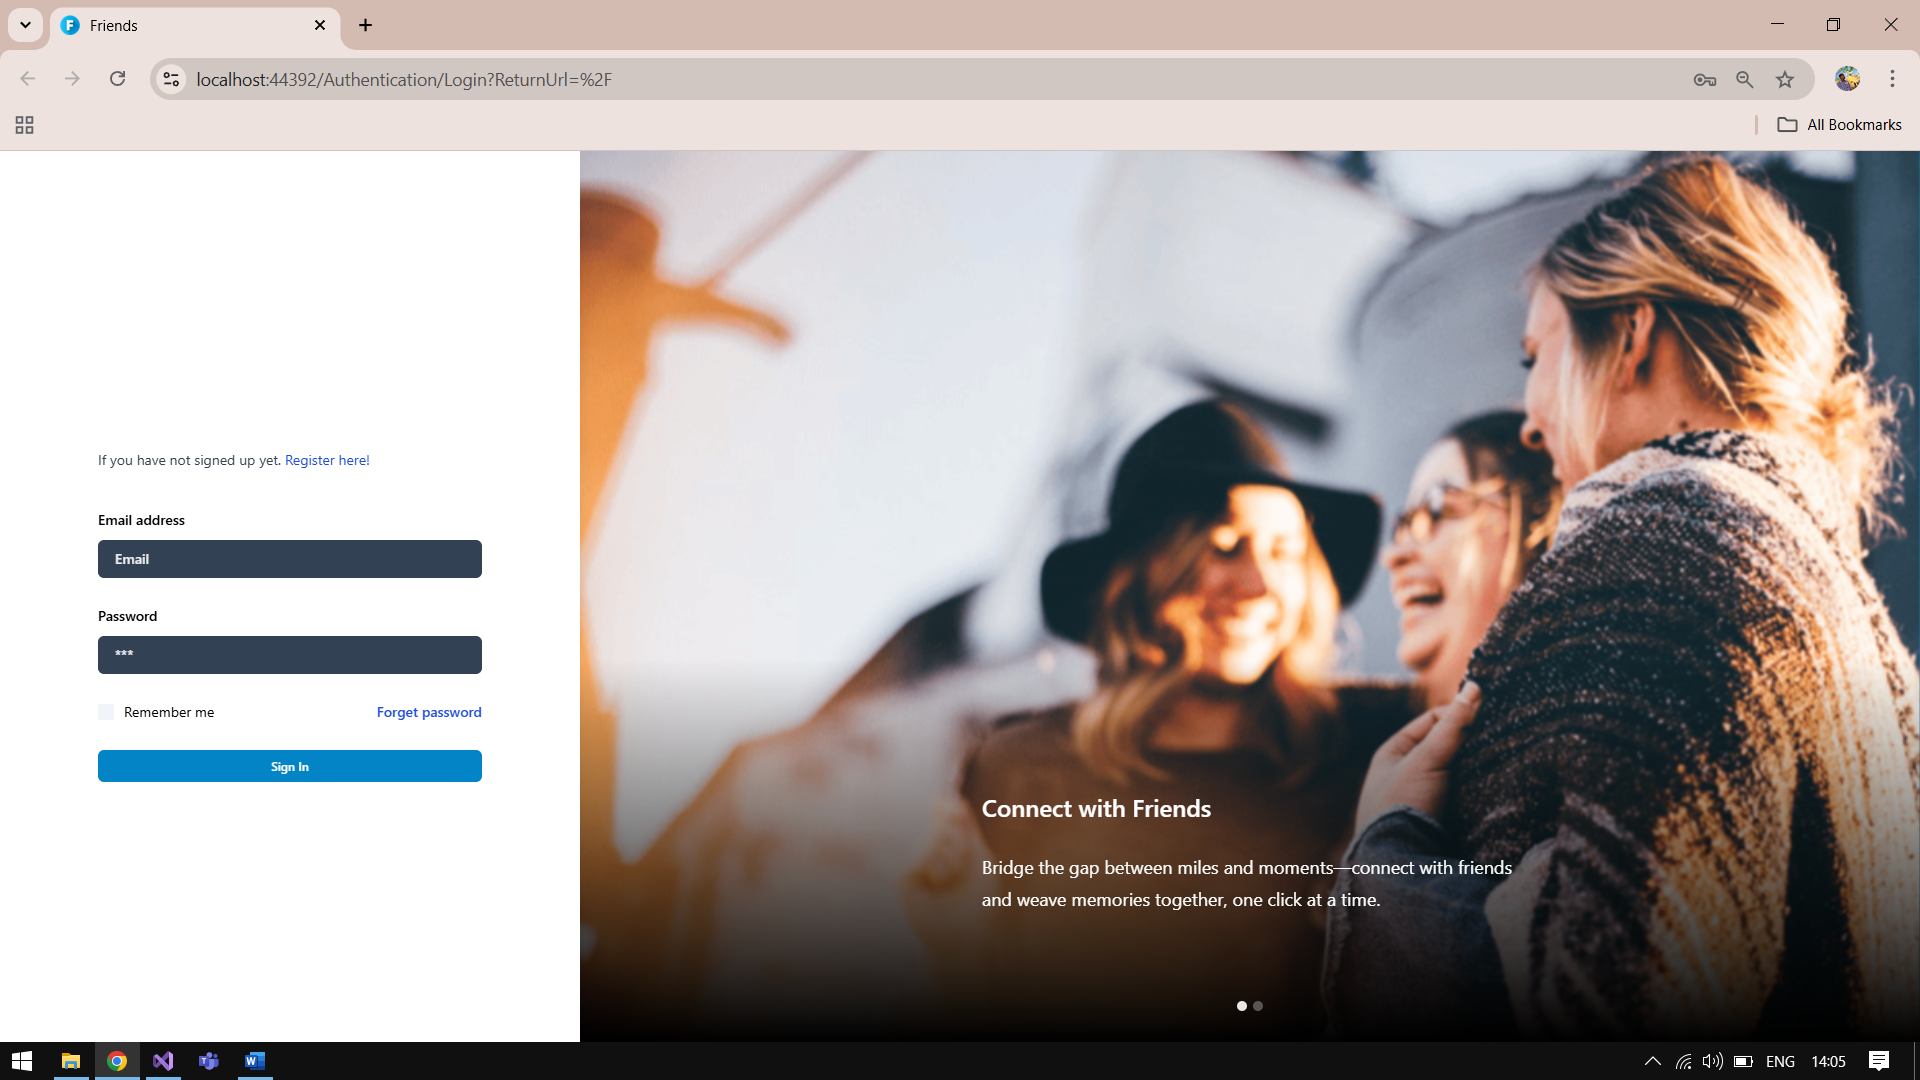 Friends
localhost:44392/Authentication/Login?ReturnUrl=%2F
All Bookmarks
If you have not signed up yet. Register here!
Email address
Email
Password
***
Remember me
Forget password
Sign In
Connect with Friends
Bridge the gap between miles and moments—connect with friends
and weave memories together, one click at a time.
ENG
14:05